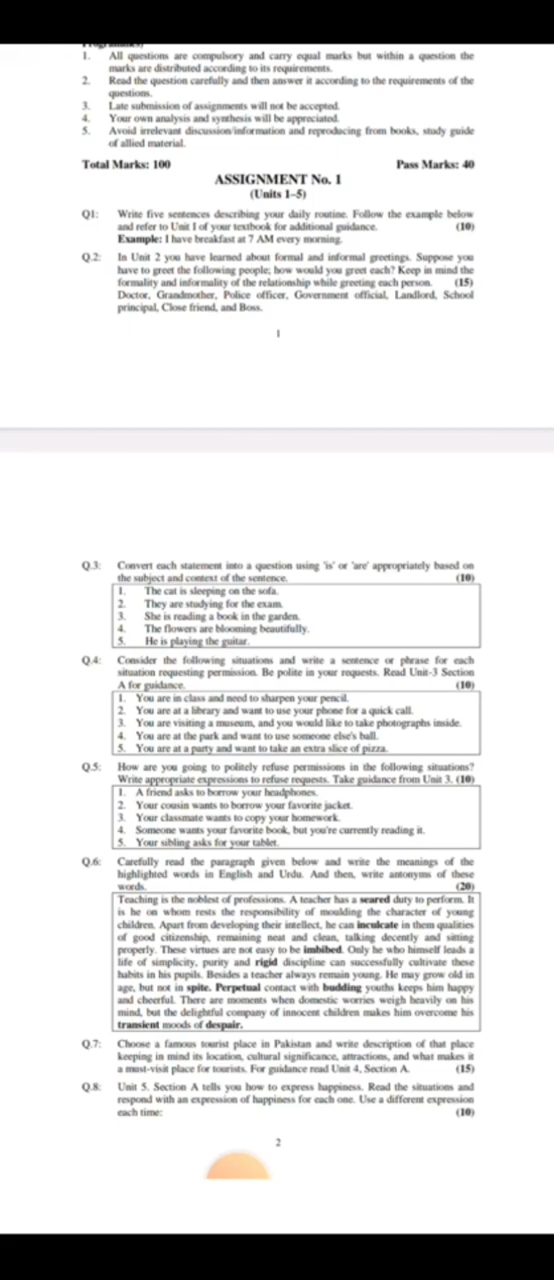 Programmes)
1. All questions are compulsory and carry equal marks but within a question the
marks are distributed according to its requirements.
2. Read the question carefully and then answer it according to the requirements of the
questions.
3. Late submission of assignments will not be accepted.
4. Your own analysis and synthesis will be appreciated.
5. Avoid irrelevant discussion/information and reproducing from books, study guide
of allied material.
Total Marks: 100 Pass Marks: 40
ASSIGNMENT No. 1
(Units 1–5)
Q1: Write five sentences describing your daily routine. Follow the example below
and refer to Unit I of your textbook for additional guidance. (10)
Example: I have breakfast at 7 AM every morning.
Q.2: In Unit 2 you have learned about formal and informal greetings. Suppose you
have to greet the following people; how would you greet each? Keep in mind the
formality and informality of the relationship while greeting each person. (15)
Doctor, Grandmother, Police officer, Government official, Landlord, School
principal, Close friend, and Boss.
1
Q.3: Convert each statement into a question using 'is' or 'are' appropriately based on
the subject and context of the sentence. (10)
1. The cat is sleeping on the sofa.
2. They are studying for the exam.
3. She is reading a book in the garden.
4. The flowers are blooming beautifully.
5. He is playing the guitar.
Q.4: Consider the following situations and write a sentence or phrase for each
situation requesting permission. Be polite in your requests. Read Unit-3 Section
A for guidance. (10)
1. You are in class and need to sharpen your pencil.
2. You are at a library and want to use your phone for a quick call.
3. You are visiting a museum, and you would like to take photographs inside.
4. You are at the park and want to use someone else's ball.
5. You are at a party and want to take an extra slice of pizza.
Q.5: How are you going to politely refuse permissions in the following situations?
Write appropriate expressions to refuse requests. Take guidance from Unit 3. (10)
1. A friend asks to borrow your headphones.
2. Your cousin wants to borrow your favorite jacket.
3. Your classmate wants to copy your homework.
4. Someone wants your favorite book, but you're currently reading it.
5. Your sibling asks for your tablet.
Q.6: Carefully read the paragraph given below and write the meanings of the
highlighted words in English and Urdu. And then, write antonyms of these
words. (20)
Teaching is the noblest of professions. A teacher has a seared duty to perform. It
is he on whom rests the responsibility of moulding the character of young
children. Apart from developing their intellect, he can inculcate in them qualities
of good citizenship, remaining neat and clean, talking decently and sitting
properly. These virtues are not easy to be imbibed. Only he who himself leads a
life of simplicity, purity and rigid discipline can successfully cultivate these
habits in his pupils. Besides a teacher always remain young. He may grow old in
age, but not in spite. Perpetual contact with budding youths keeps him happy
and cheerful. There are moments when domestic worries weigh heavily on his
mind, but the delightful company of innocent children makes him overcome his
transient moods of despair.
Q.7: Choose a famous tourist place in Pakistan and write description of that place
keeping in mind its location, cultural significance, attractions, and what makes it
a must-visit place for tourists. For guidance read Unit 4, Section A. (15)
Q.8: Unit 5. Section A tells you how to express happiness. Read the situations and
respond with an expression of happiness for each one. Use a different expression
each time: (10)
2